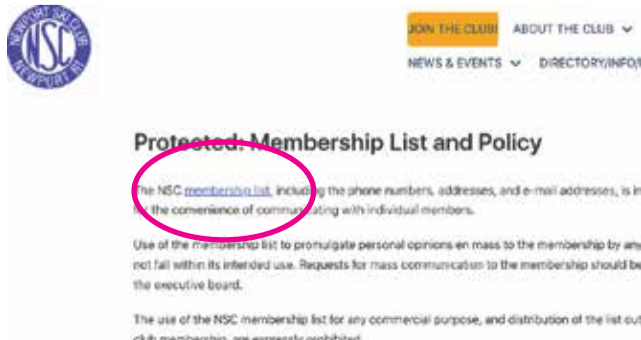 NEWPORT SKI CLUB
NSC
NEWPORT RI
JOIN THE CLUB! ABOUT THE CLUB
NEWS & EVENTS DIRECTORY/INFO/
Protected: Membership List and Policy
The NSC membership list, including the phone numbers, addresses, and e-mail addresses, is in
for the convenience of communicating with individual members.
Use of the membership list to promulgate personal opinions en mass to the membership by any
not fall within its intended use. Requests for mass communication to the membership should be
the executive board.
The use of the NSC membership list for any commercial purpose, and distribution of the list out
club membership, are expressly prohibited.